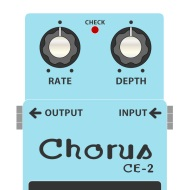 CHECK
RATE DEPTH
OUTPUT INPUT
Chorus
CE-2